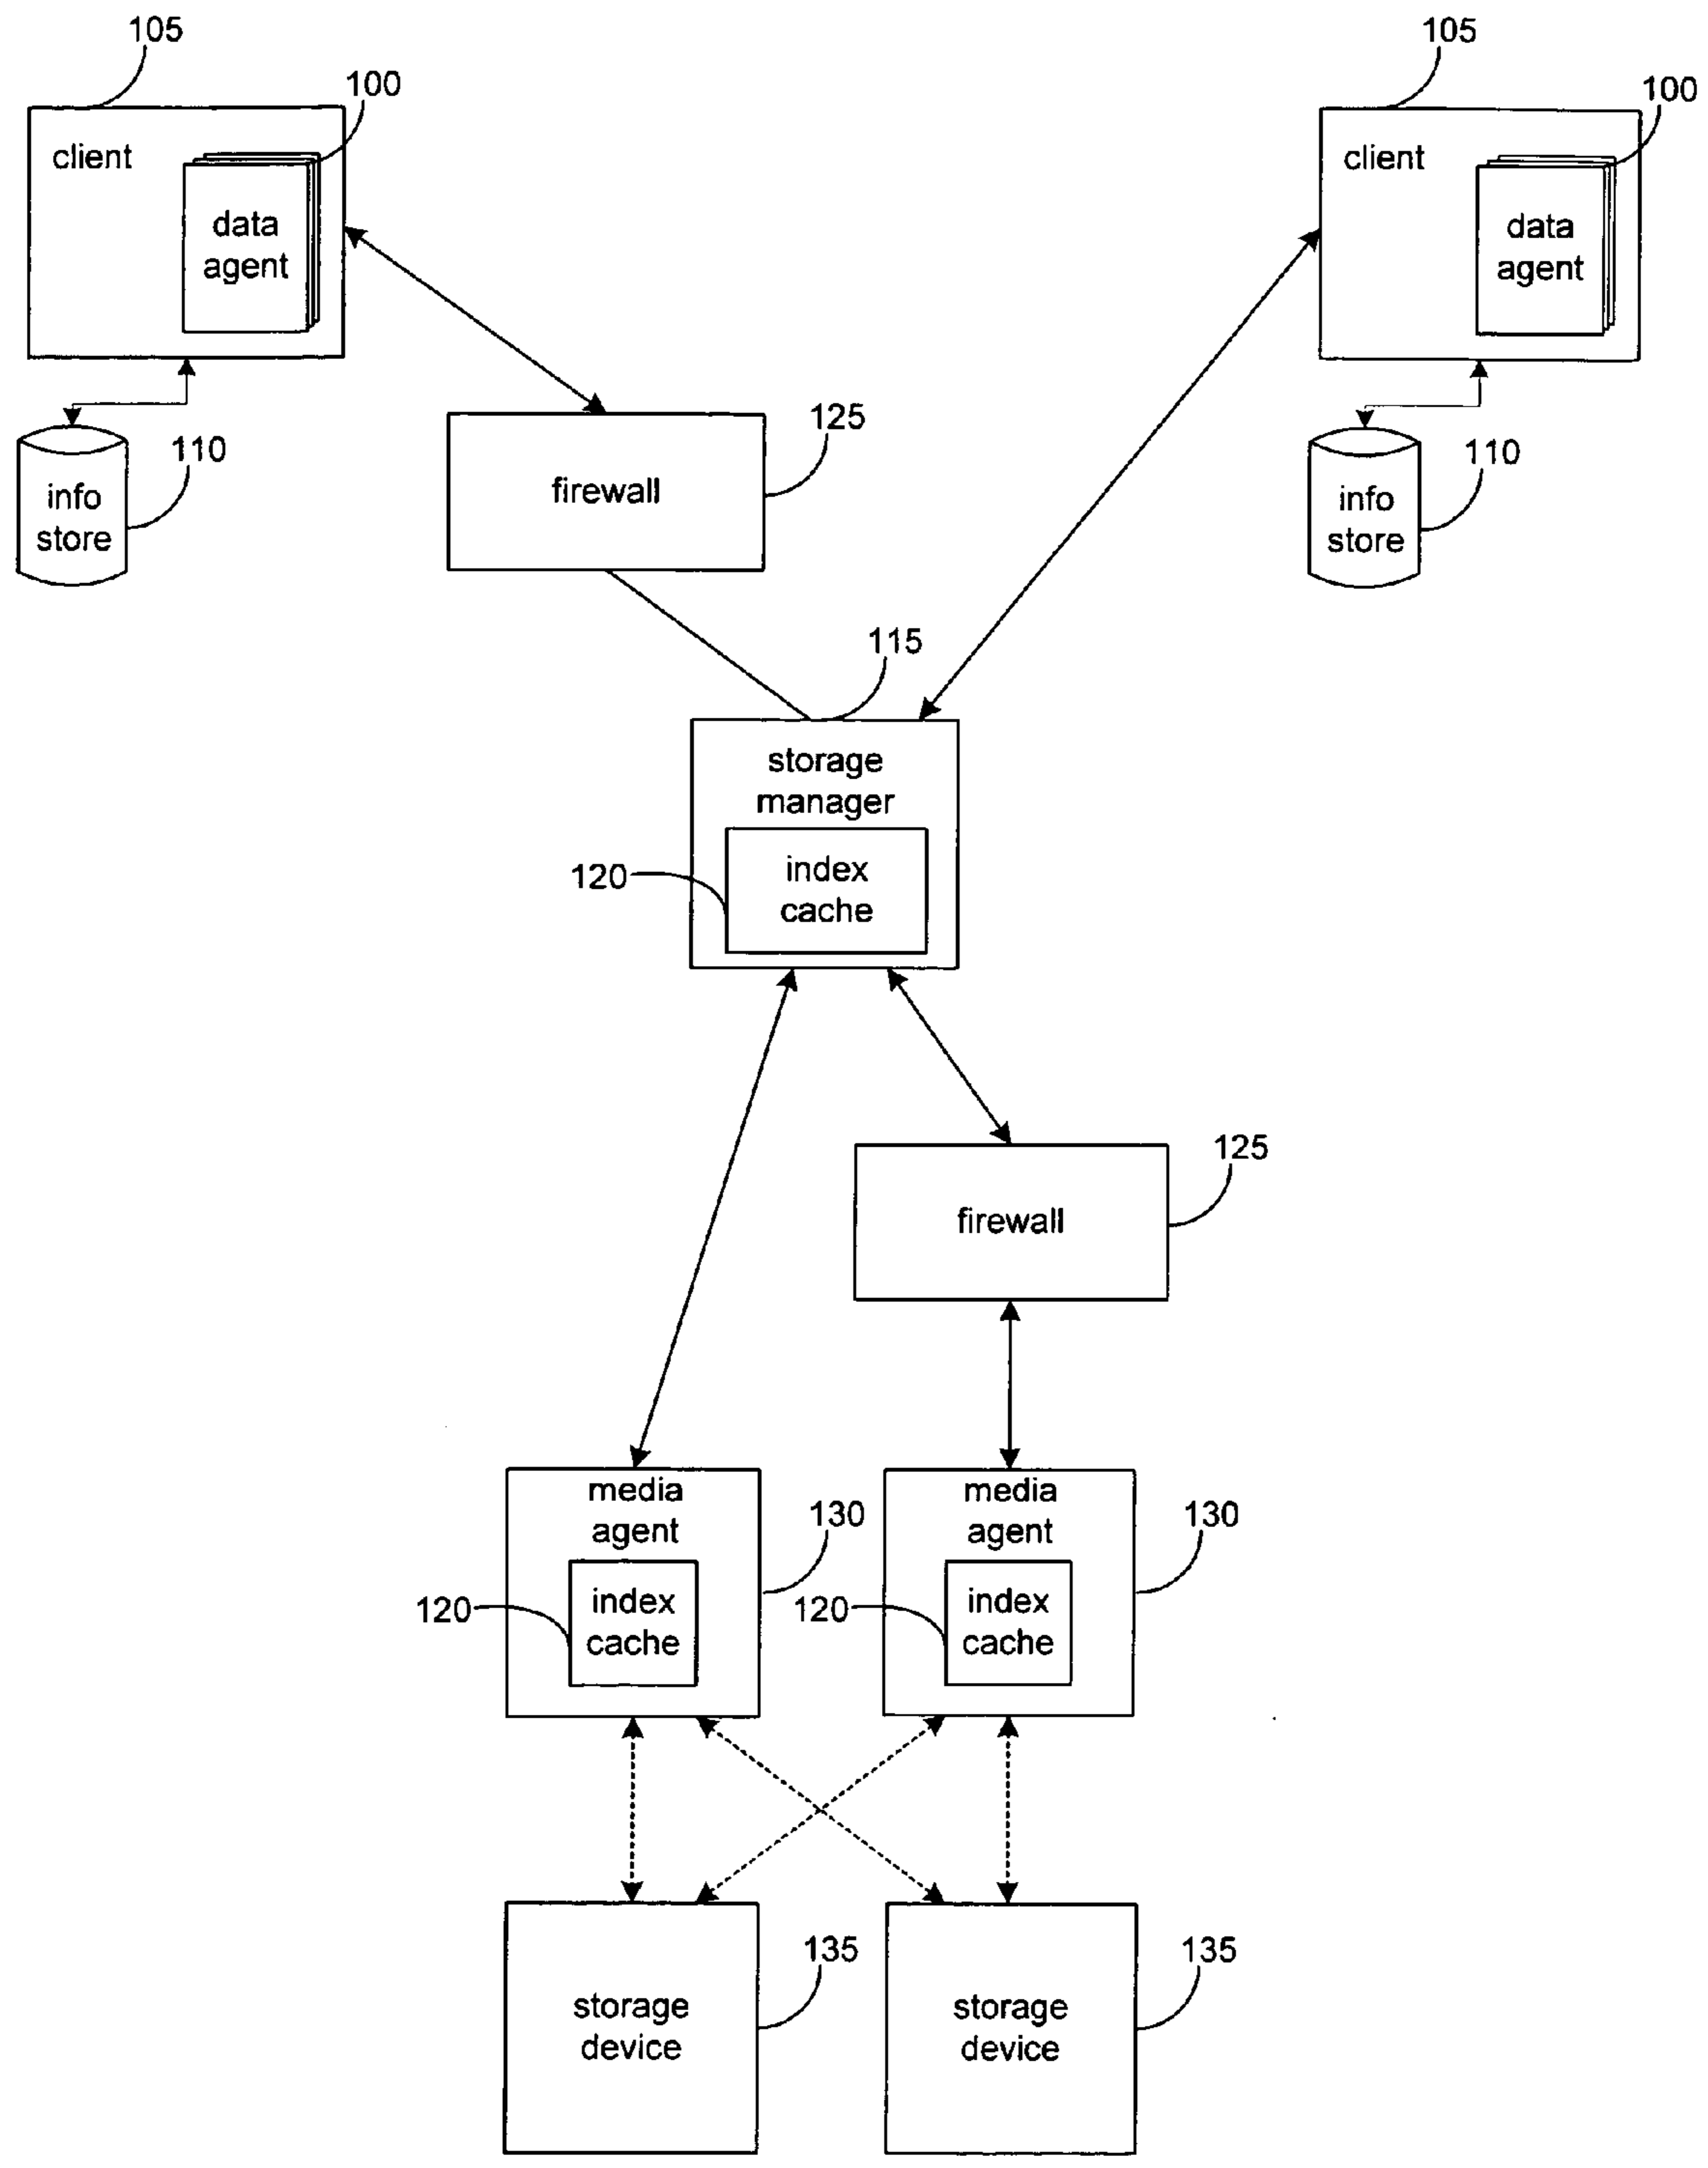 105
100
client
data
agent
110
info
store
105
100
client
data
agent
110
info
store
125
firewall
115
storage
manager
120
index
cache
125
firewall
media
agent
130
120
index
cache
media
agent
130
120
index
cache
135
storage
device
135
storage
device